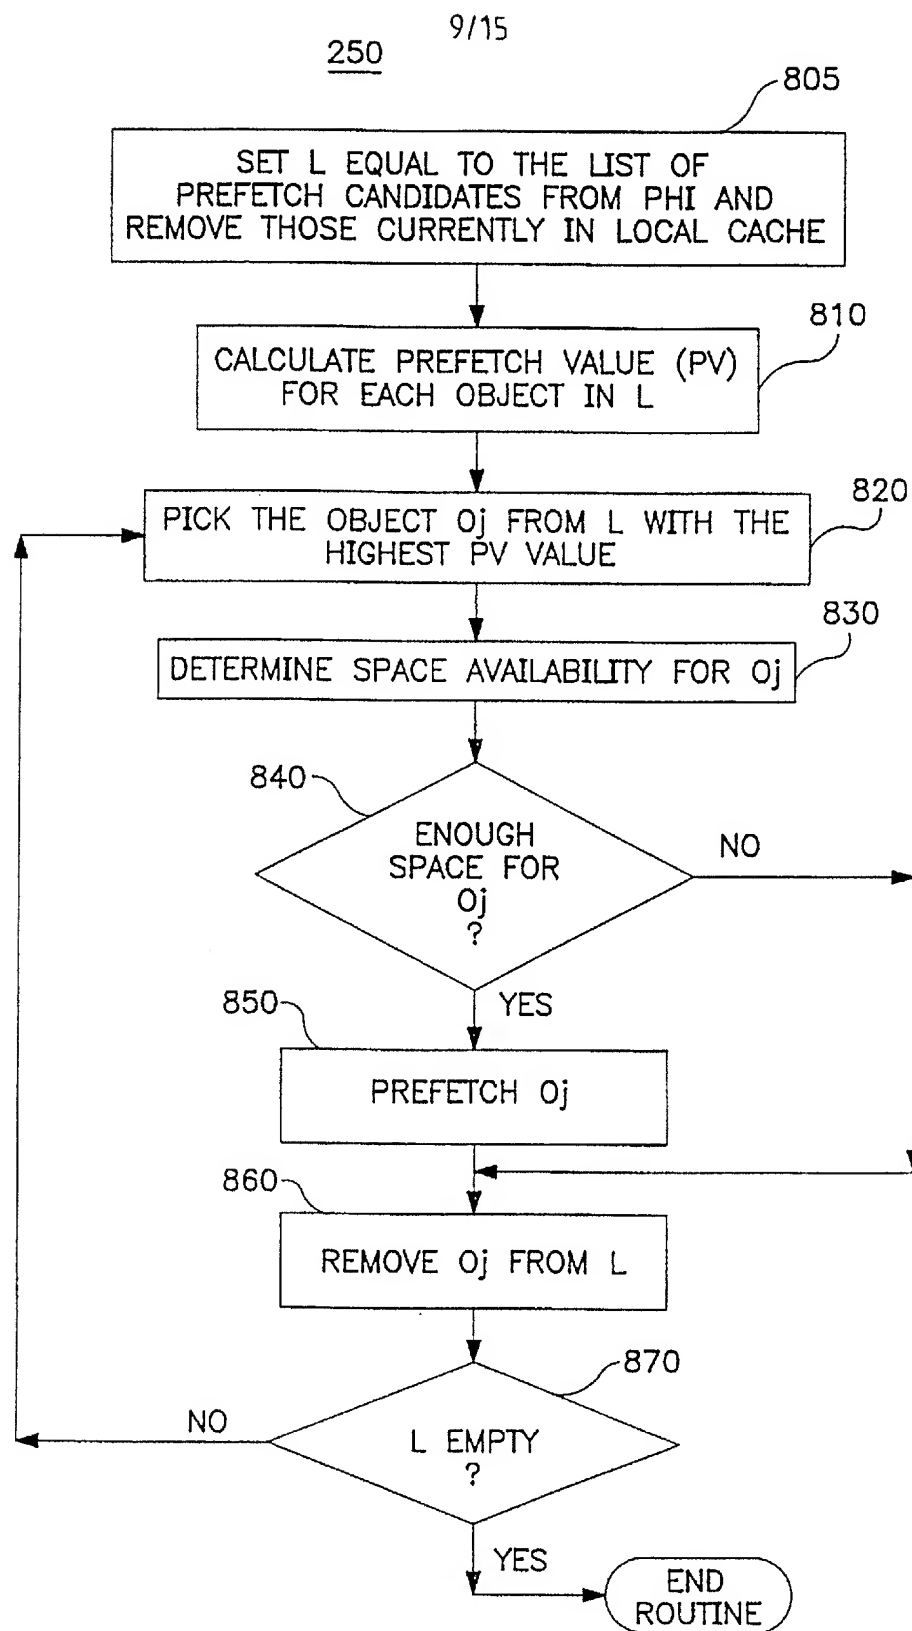 9/15
250
805
SET L EQUAL TO THE LIST OF
PREFETCH CANDIDATES FROM PHI AND
REMOVE THOSE CURRENTLY IN LOCAL CACHE
810
CALCULATE PREFETCH VALUE (PV)
FOR EACH OBJECT IN L
820
PICK THE OBJECT Oj FROM L WITH THE
HIGHEST PV VALUE
830
DETERMINE SPACE AVAILABILITY FOR Oj
840
ENOUGH
SPACE FOR
Oj
?
NO
YES
850
PREFETCH Oj
860
REMOVE Oj FROM L
870
L EMPTY
?
NO
YES
END
ROUTINE